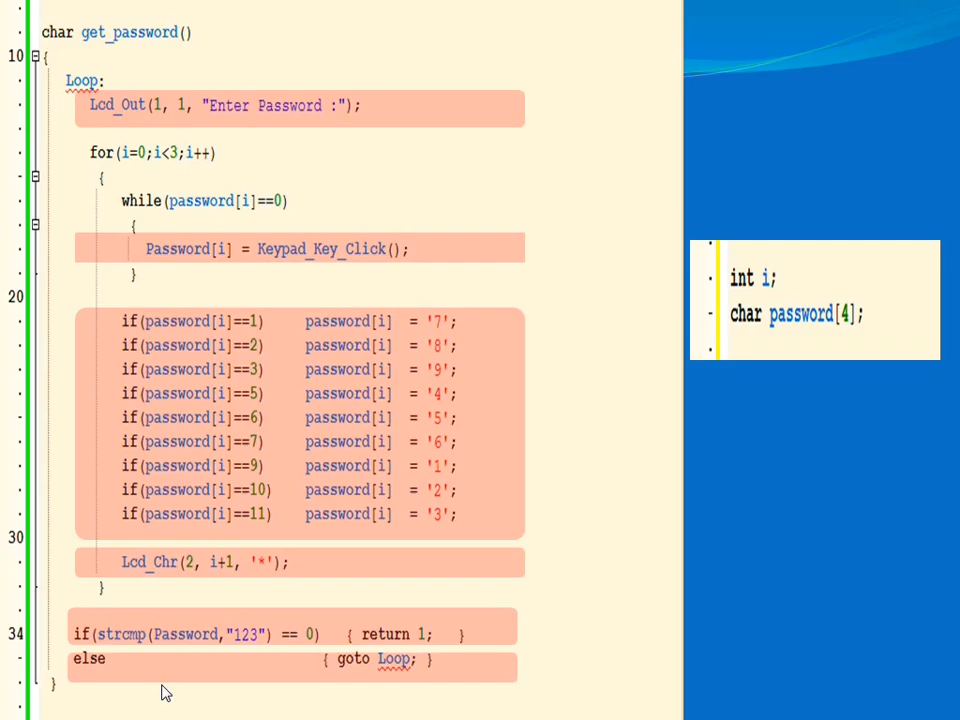 char get_password()
10 {
Loop:
Lcd_Out(1, 1, "Enter Password :");
for(i=0;i<3;i++)
{
while(password[i]==0)
{
Password[i] = Keypad_Key_Click();
}
20
if(password[i]==1) password[i] = '7';
if(password[i]==2) password[i] = '8';
if(password[i]==3) password[i] = '9';
if(password[i]==5) password[i] = '4';
if(password[i]==6) password[i] = '5';
if(password[i]==7) password[i] = '6';
if(password[i]==9) password[i] = '1';
if(password[i]==10) password[i] = '2';
if(password[i]==11) password[i] = '3';
30
Lcd_Chr(2, i+1, '*');
}
34 if(strcmp(Password,"123") == 0) { return 1; }
else { goto Loop; }
}
int i;
char password[4];